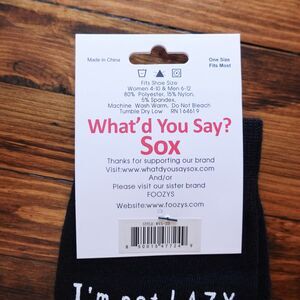 Made in China
One Size
Fits Most
Fits Shoe Size
Women 4-10 & Men 6-12
80% Polyester, 15% Nylon,
5% Spandex,
Machine Wash Warm, Do Not Bleach
Tumble Dry Low RN 164619
What'd You Say?
Sox
Thanks for supporting our brand
Visit:www.whatdyousaysox.com
And/or
Please visit our sister brand
FOOZYS
Website:www.foozys.com
I'm not LAZY